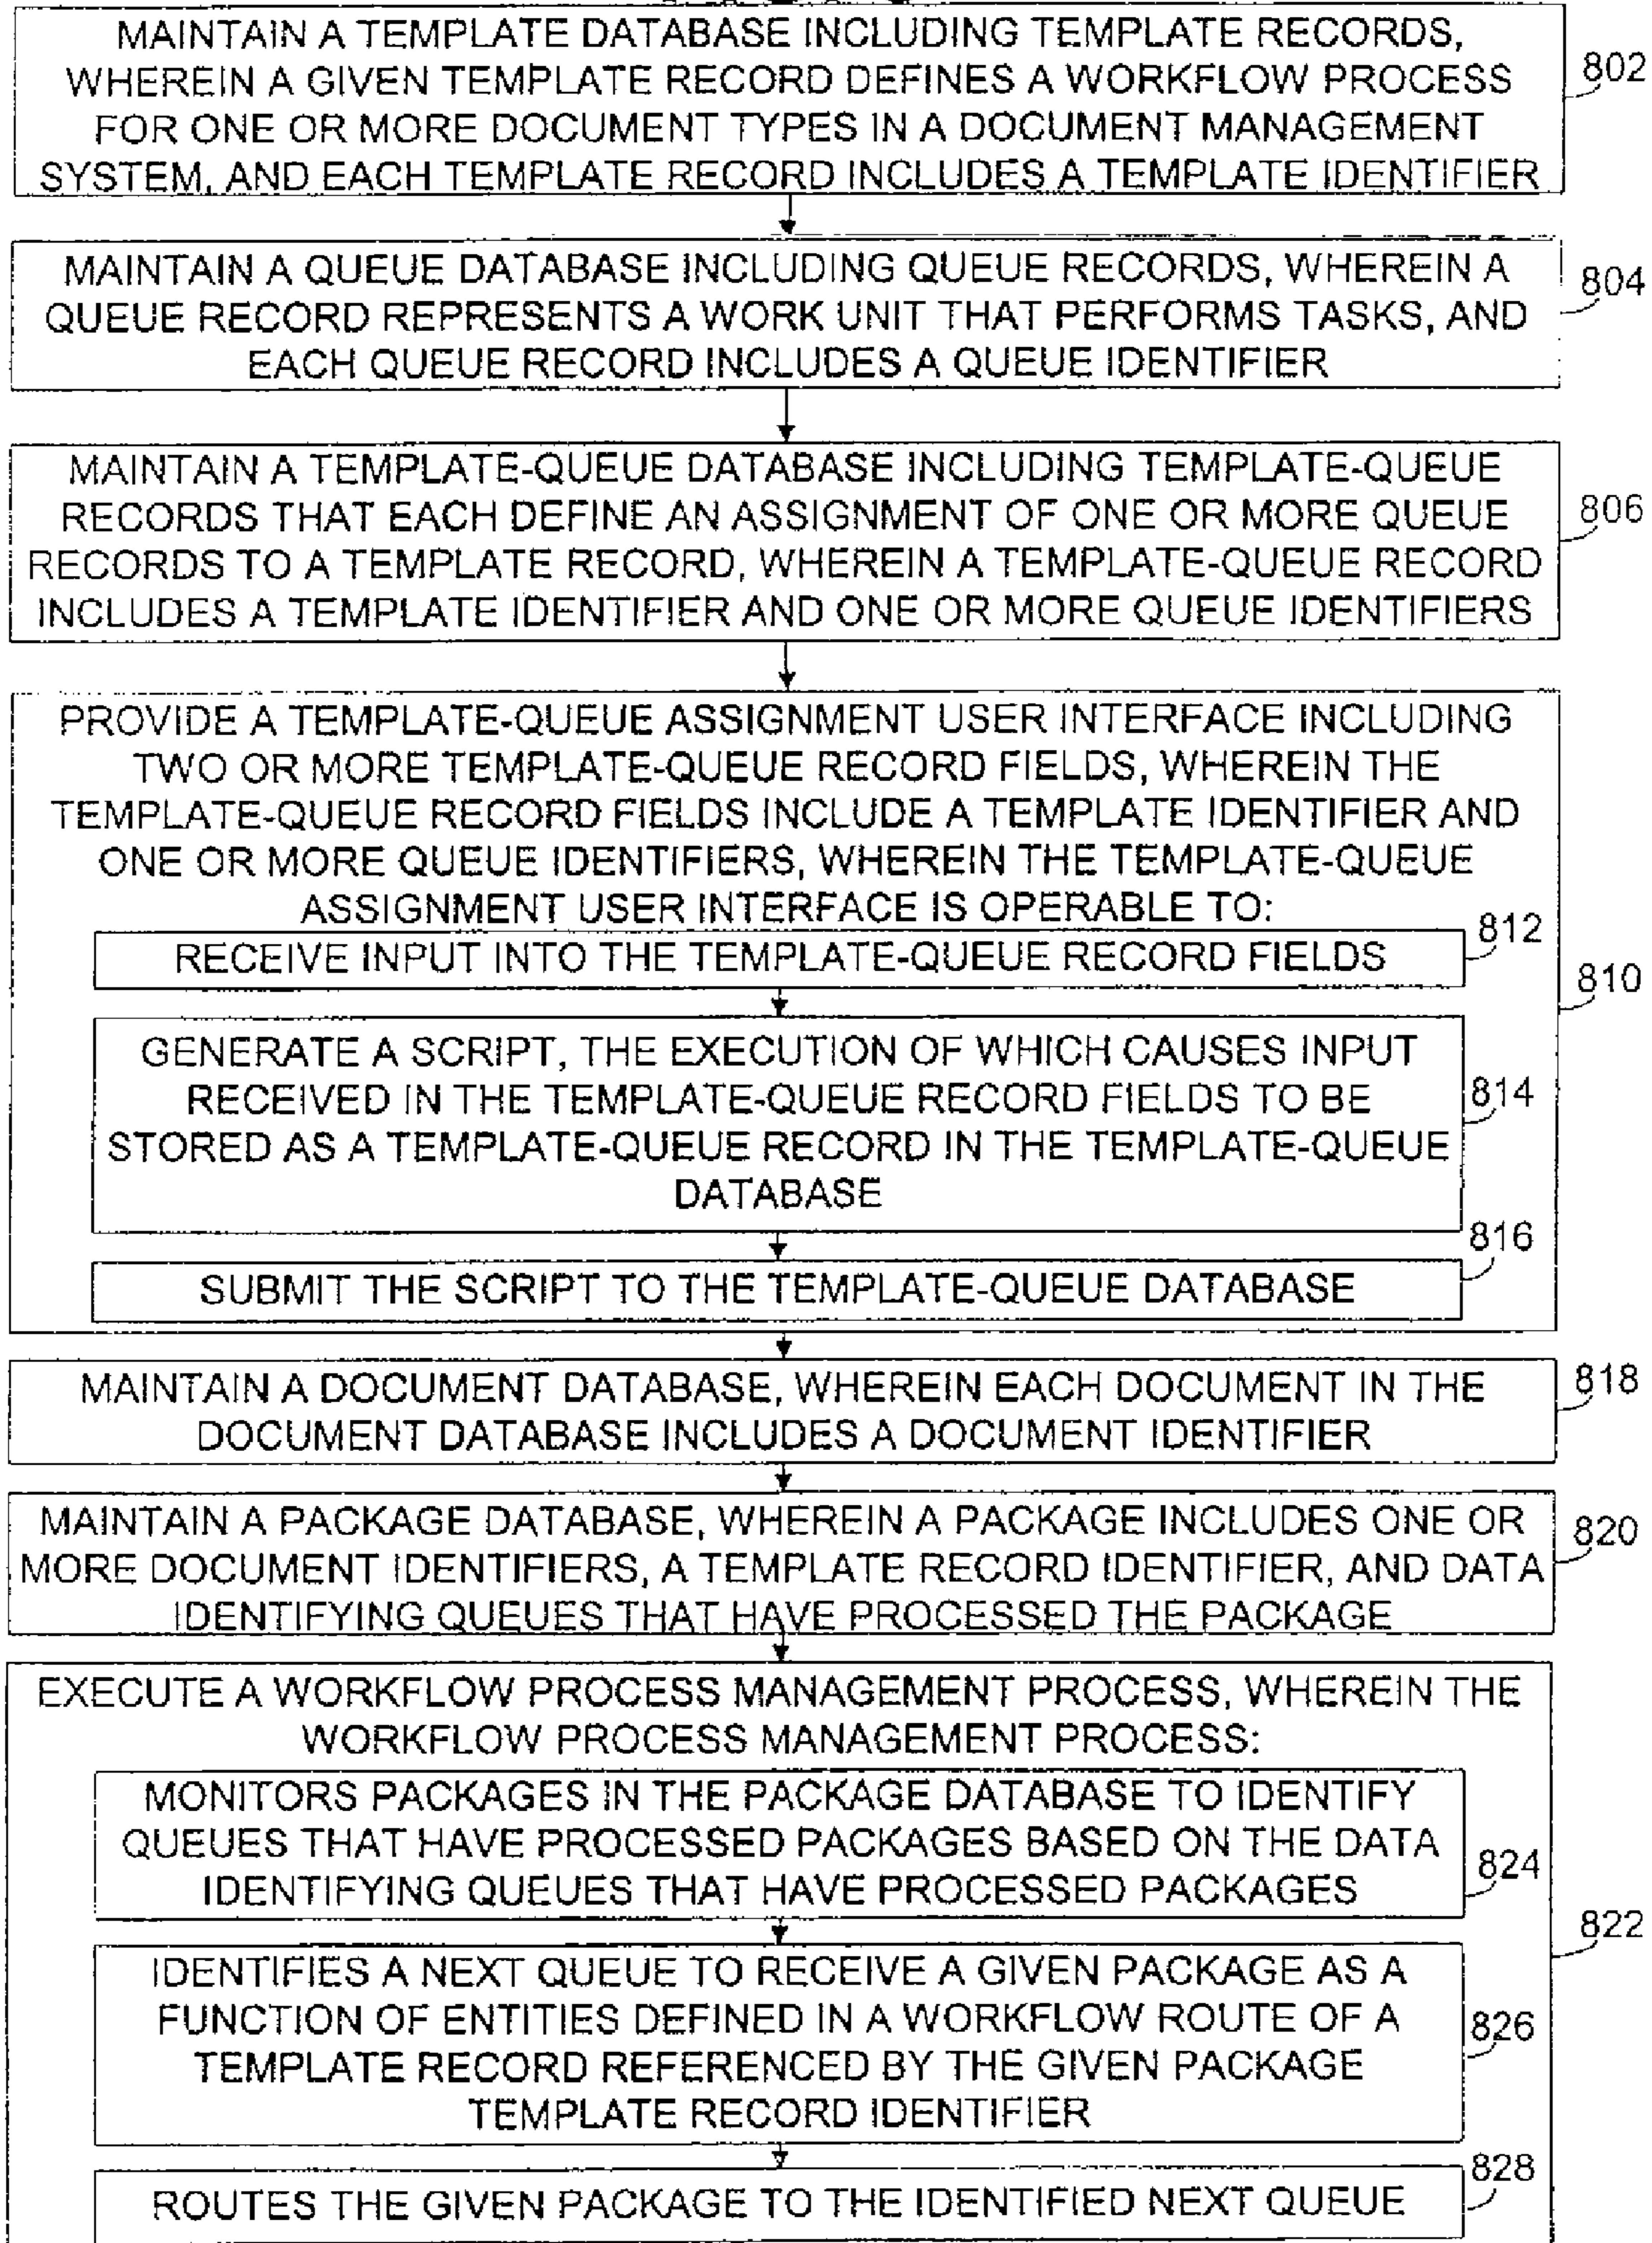 MAINTAIN A TEMPLATE DATABASE INCLUDING TEMPLATE RECORDS,
WHEREIN A GIVEN TEMPLATE RECORD DEFINES A WORKFLOW PROCESS
FOR ONE OR MORE DOCUMENT TYPES IN A DOCUMENT MANAGEMENT
SYSTEM, AND EACH TEMPLATE RECORD INCLUDES A TEMPLATE IDENTIFIER
802
MAINTAIN A QUEUE DATABASE INCLUDING QUEUE RECORDS, WHEREIN A
QUEUE RECORD REPRESENTS A WORK UNIT THAT PERFORMS TASKS, AND
EACH QUEUE RECORD INCLUDES A QUEUE IDENTIFIER
804
MAINTAIN A TEMPLATE-QUEUE DATABASE INCLUDING TEMPLATE-QUEUE
RECORDS THAT EACH DEFINE AN ASSIGNMENT OF ONE OR MORE QUEUE
RECORDS TO A TEMPLATE RECORD, WHEREIN A TEMPLATE-QUEUE RECORD
INCLUDES A TEMPLATE IDENTIFIER AND ONE OR MORE QUEUE IDENTIFIERS
806
PROVIDE A TEMPLATE-QUEUE ASSIGNMENT USER INTERFACE INCLUDING
TWO OR MORE TEMPLATE-QUEUE RECORD FIELDS, WHEREIN THE
TEMPLATE-QUEUE RECORD FIELDS INCLUDE A TEMPLATE IDENTIFIER AND
ONE OR MORE QUEUE IDENTIFIERS, WHEREIN THE TEMPLATE-QUEUE
ASSIGNMENT USER INTERFACE IS OPERABLE TO:
810
RECEIVE INPUT INTO THE TEMPLATE-QUEUE RECORD FIELDS
812
GENERATE A SCRIPT, THE EXECUTION OF WHICH CAUSES INPUT
RECEIVED IN THE TEMPLATE-QUEUE RECORD FIELDS TO BE
STORED AS A TEMPLATE-QUEUE RECORD IN THE TEMPLATE-QUEUE
DATABASE
814
SUBMIT THE SCRIPT TO THE TEMPLATE-QUEUE DATABASE
816
MAINTAIN A DOCUMENT DATABASE, WHEREIN EACH DOCUMENT IN THE
DOCUMENT DATABASE INCLUDES A DOCUMENT IDENTIFIER
818
MAINTAIN A PACKAGE DATABASE, WHEREIN A PACKAGE INCLUDES ONE OR
MORE DOCUMENT IDENTIFIERS, A TEMPLATE RECORD IDENTIFIER, AND DATA
IDENTIFYING QUEUES THAT HAVE PROCESSED THE PACKAGE
820
EXECUTE A WORKFLOW PROCESS MANAGEMENT PROCESS, WHEREIN THE
WORKFLOW PROCESS MANAGEMENT PROCESS:
822
MONITORS PACKAGES IN THE PACKAGE DATABASE TO IDENTIFY
QUEUES THAT HAVE PROCESSED PACKAGES BASED ON THE DATA
IDENTIFYING QUEUES THAT HAVE PROCESSED PACKAGES
824
IDENTIFIES A NEXT QUEUE TO RECEIVE A GIVEN PACKAGE AS A
FUNCTION OF ENTITIES DEFINED IN A WORKFLOW ROUTE OF A
TEMPLATE RECORD REFERENCED BY THE GIVEN PACKAGE
TEMPLATE RECORD IDENTIFIER
826
ROUTES THE GIVEN PACKAGE TO THE IDENTIFIED NEXT QUEUE
828